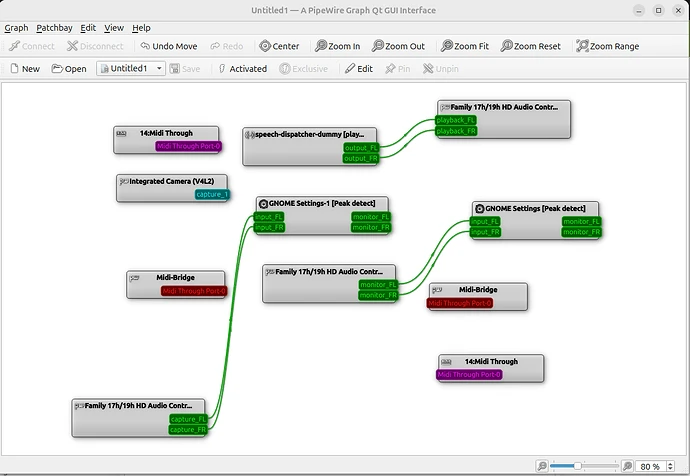 Untitled1 — A PipeWire Graph Qt GUI Interface
Graph Patchbay Edit View Help
Connect Disconnect Undo Move Redo Center Zoom In Zoom Out Zoom Fit Zoom Reset Zoom Range
New Open Untitled1 Save Activated Exclusive Edit Pin Unpin
Family 17h/19h HD Audio Contr...
playback_FL
playback_FR
14:Midi Through
Midi Through Port-0
speech-dispatcher-dummy [play...
output_FL
output_FR
Integrated Camera (V4L2)
capture_1
GNOME Settings-1 [Peak detect]
input_FL monitor_FL
input_FR monitor_FR
GNOME Settings [Peak detect]
input_FL monitor_FL
input_FR monitor_FR
Midi-Bridge
Midi Through Port-0
Family 17h/19h HD Audio Contr...
monitor_FL
monitor_FR
Midi-Bridge
Midi Through Port-0
14:Midi Through
Midi Through Port-0
Family 17h/19h HD Audio Contr...
capture_FL
capture_FR
80 %